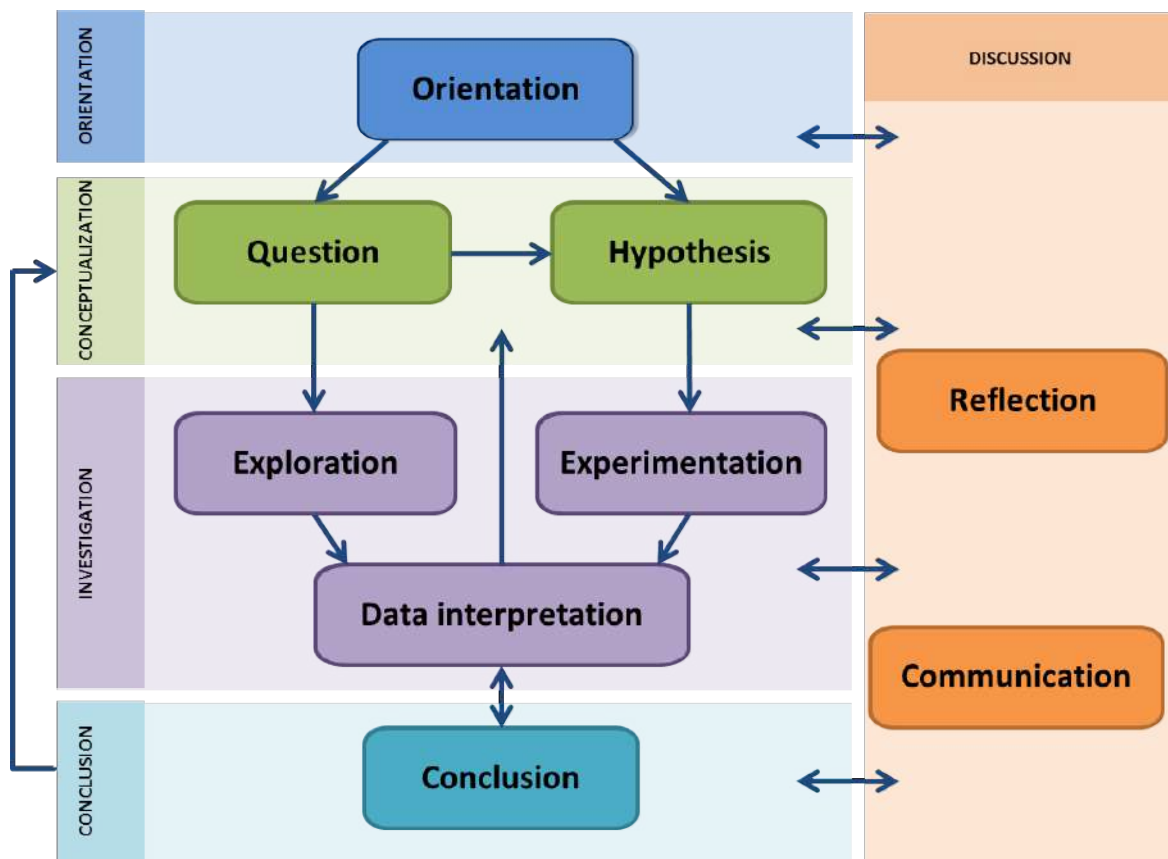 ORIENTATION
Orientation
DISCUSSION
CONCEPTUALIZATION
Question
Hypothesis
Reflection
INVESTIGATION
Exploration
Experimentation
Data interpretation
Communication
CONCLUSION
Conclusion